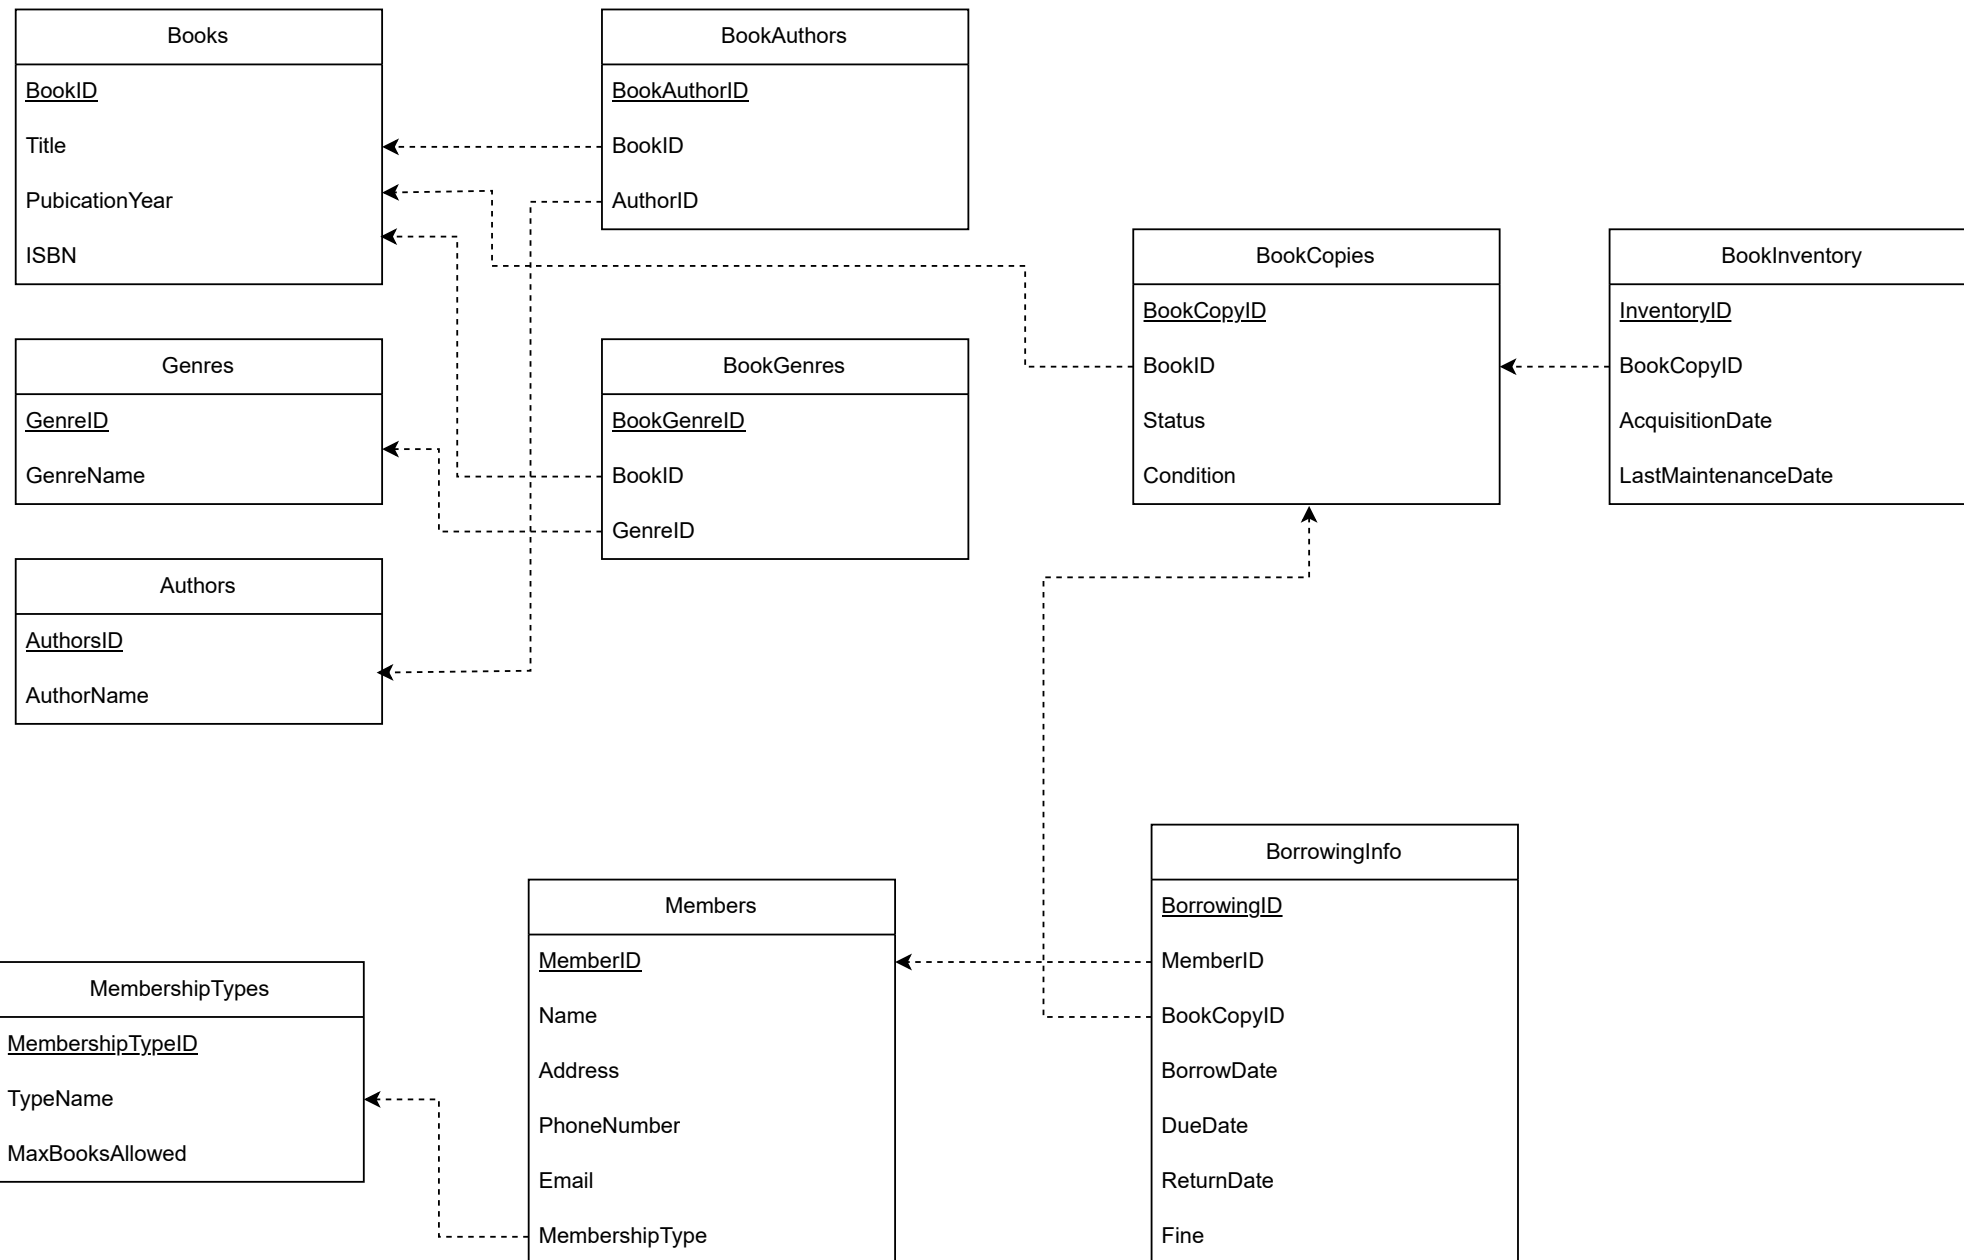 Books
BookID
Title
PubicationYear
ISBN
BookAuthors
BookAuthorID
BookID
AuthorID
Genres
GenreID
GenreName
BookGenres
BookGenreID
BookID
GenreID
Authors
AuthorsID
AuthorName
BookCopies
BookCopyID
BookID
Status
Condition
BookInventory
InventoryID
BookCopyID
AcquisitionDate
LastMaintenanceDate
MembershipTypes
MembershipTypeID
TypeName
MaxBooksAllowed
Members
MemberID
Name
Address
PhoneNumber
Email
MembershipType
BorrowingInfo
BorrowingID
MemberID
BookCopyID
BorrowDate
DueDate
ReturnDate
Fine